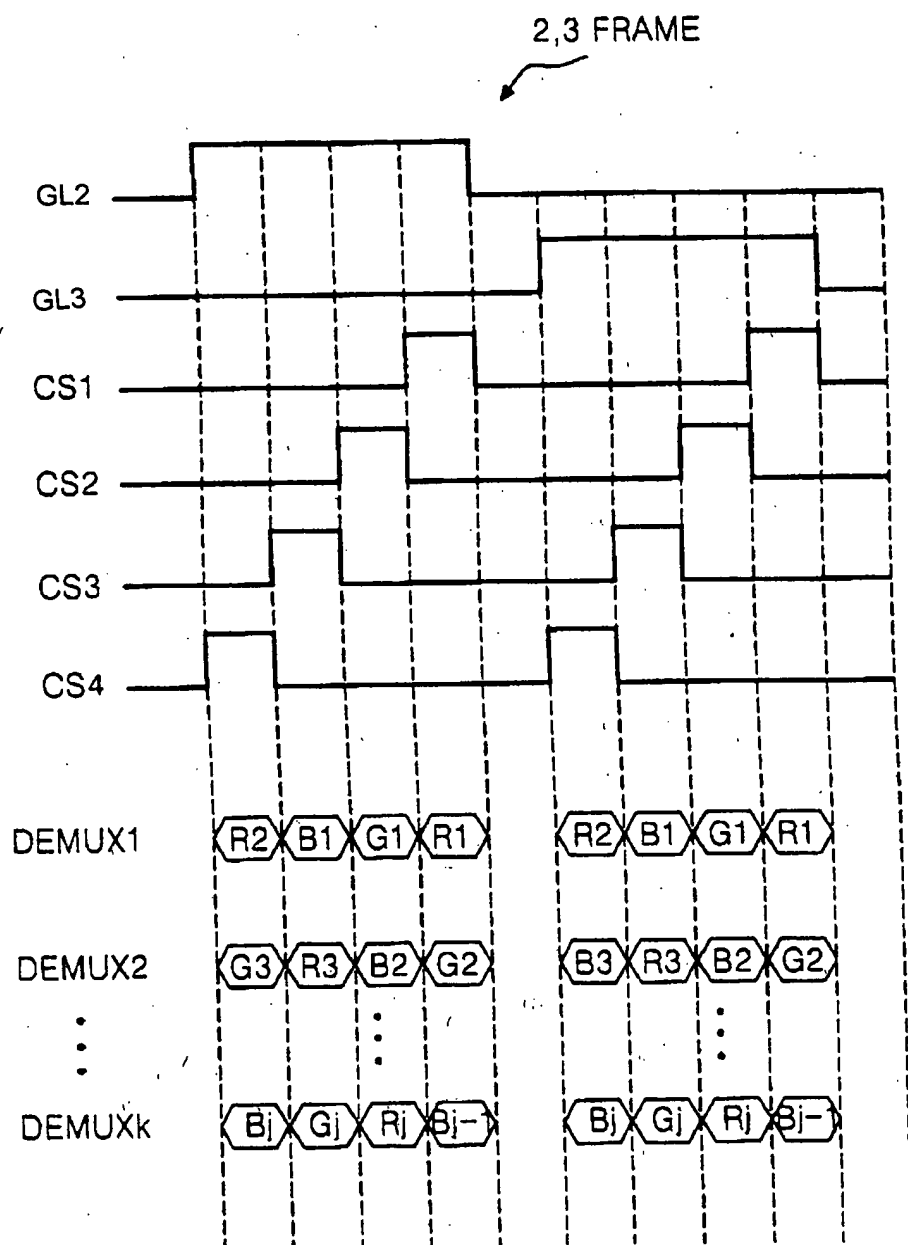 2,3 FRAME
GL2
GL3
CS1
CS2
CS3
CS4
DEMUX1 R2 B1 G1 R1 R2 B1 G1 R1
DEMUX2 G3 R3 B2 G2 B3 R3 B2 G2
DEMUXk Bj Gj Rj Bj-1 Bj Gj Rj Bj-1